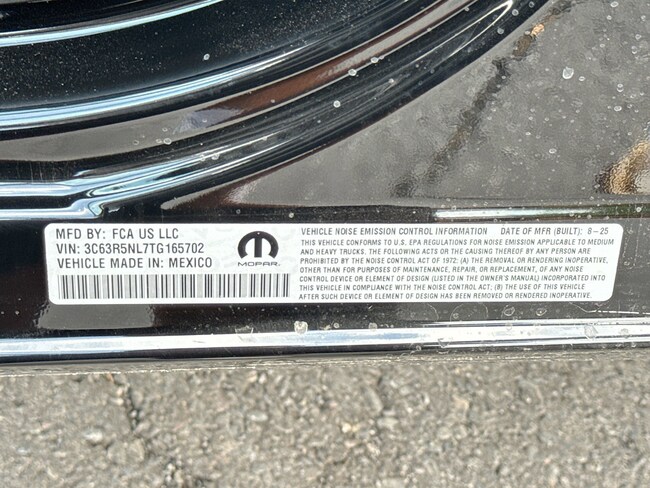 MFD BY: FCA US LLC
VIN: 3C63R5NL7TG165702
VEHICLE MADE IN: MEXICO
MOPAR
VEHICLE NOISE EMISSION CONTROL INFORMATION DATE OF MFR (BUILT): 8-25
THIS VEHICLE CONFORMS TO U.S. EPA REGULATIONS FOR NOISE EMISSION APPLICABLE TO MEDIUM
AND HEAVY TRUCKS. THE FOLLOWING ACTS OR THE CAUSING THEREOF BY ANY PERSON ARE
PROHIBITED BY THE NOISE CONTROL ACT OF 1972: (A) THE REMOVAL OR RENDERING INOPERATIVE,
OTHER THAN FOR PURPOSES OF MAINTENANCE, REPAIR, OR REPLACEMENT, OF ANY NOISE
CONTROL DEVICE OR ELEMENT OF DESIGN (LISTED IN THE OWNER'S MANUAL) INCORPORATED INTO
THIS VEHICLE IN COMPLIANCE WITH THE NOISE CONTROL ACT; (B) THE USE OF THIS VEHICLE
AFTER SUCH DEVICE OR ELEMENT OF DESIGN HAS BEEN REMOVED OR RENDERED INOPERATIVE.